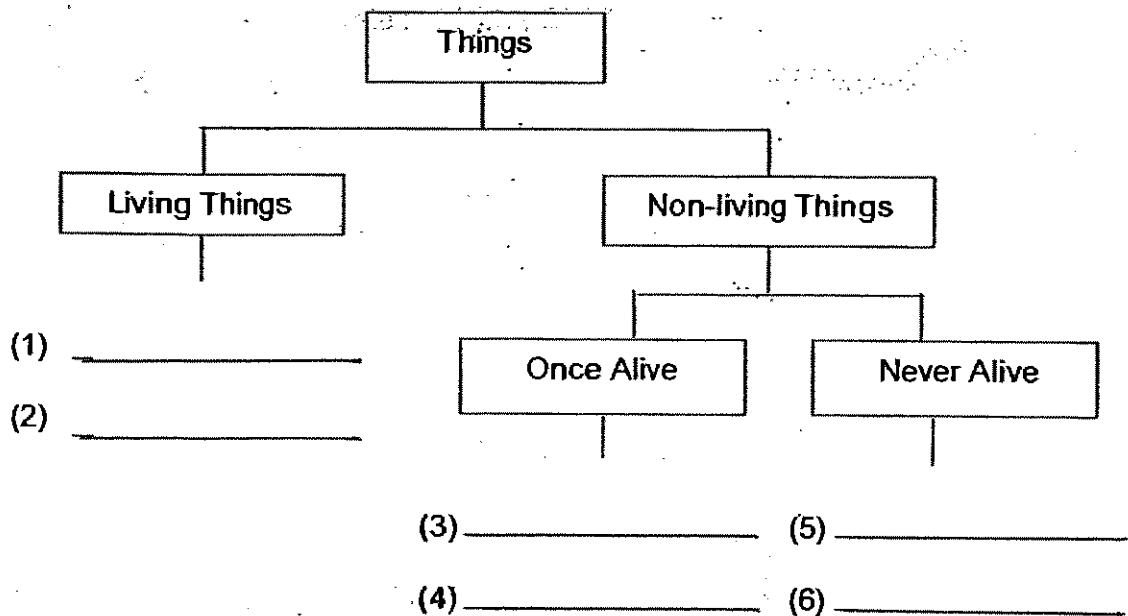 Things
Living Things
Non-living Things
(1)
Once Alive
Never Alive
(2)
(3)
(5)
(4)
(6)